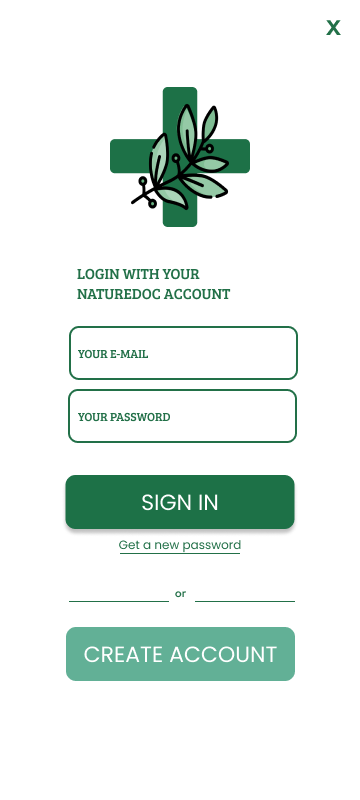 X
LOGIN WITH YOUR
NATUREDOC ACCOUNT
YOUR E-MAIL
YOUR PASSWORD
SIGN IN
Get a new password
or
CREATE ACCOUNT